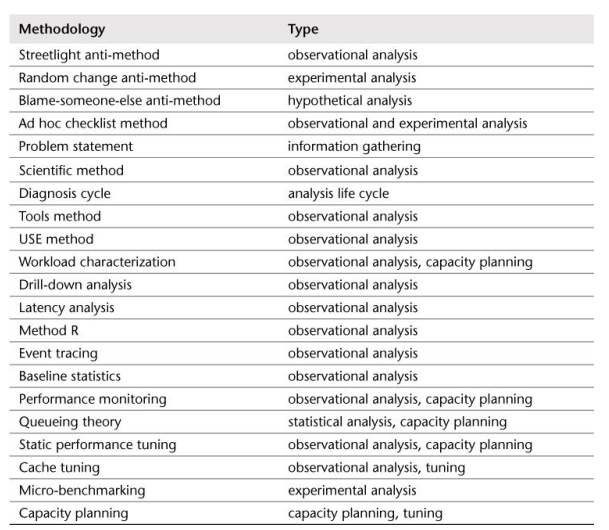 Methodology Type
Streetlight anti-method observational analysis
Random change anti-method experimental analysis
Blame-someone-else anti-method hypothetical analysis
Ad hoc checklist method observational and experimental analysis
Problem statement information gathering
Scientific method observational analysis
Diagnosis cycle analysis life cycle
Tools method observational analysis
USE method observational analysis
Workload characterization observational analysis, capacity planning
Drill-down analysis observational analysis
Latency analysis observational analysis
Method R observational analysis
Event tracing observational analysis
Baseline statistics observational analysis
Performance monitoring observational analysis, capacity planning
Queueing theory statistical analysis, capacity planning
Static performance tuning observational analysis, capacity planning
Cache tuning observational analysis, tuning
Micro-benchmarking experimental analysis
Capacity planning capacity planning, tuning